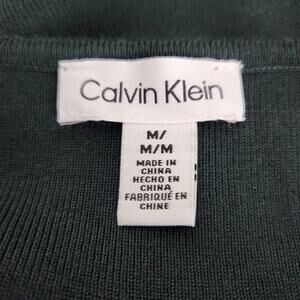 Calvin Klein
M/
M/M
MADE IN
CHINA
HECHO EN
CHINA
FABRIQUÉ EN
CHINE